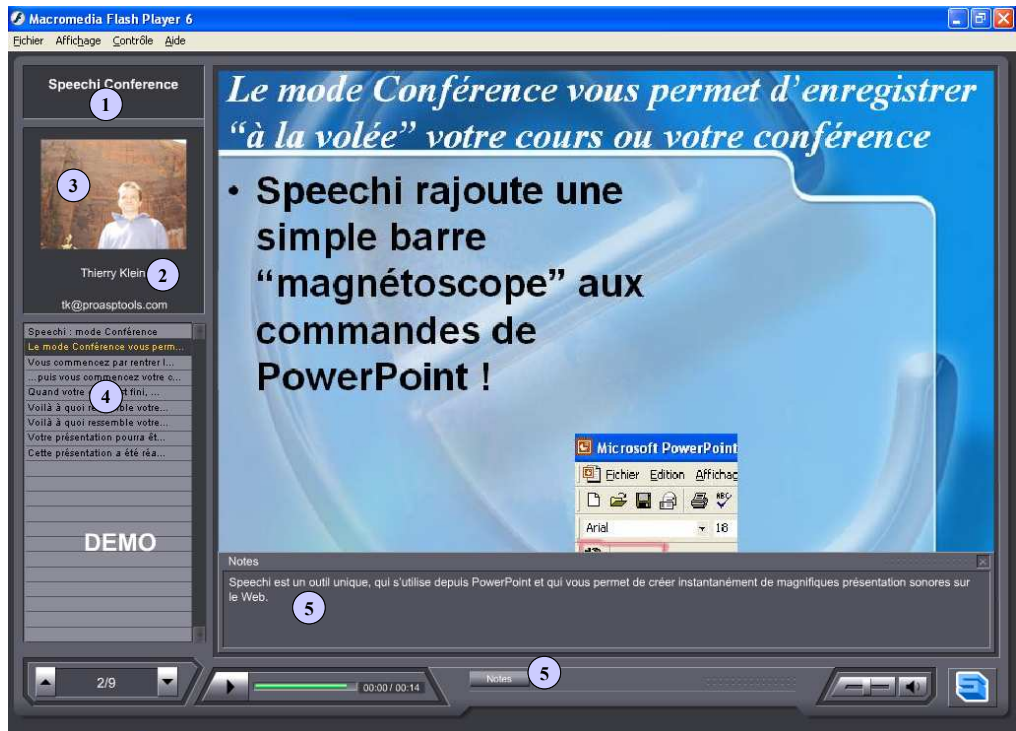 Macromedia Flash Player 6
Fichier Affichage Contrôle Aide
Speechi Conference
1
3
Thierry Klein
2
tk@proasptools.com
Speechi : mode Conférence
Le mode Conférence vous perm...
Vous commencez par rentrer l...
...puis vous commencez votre c...
Quand votre st fini, ...
4
Voilà à quoi ressemble votre...
Voilà à quoi ressemble votre...
Votre présentation pourra êt...
Cette présentation a été réa...
DEMO
2/9
Le mode Conférence vous permet d'enregistrer
“à la volée” votre cours ou votre conférence
• Speechi rajoute une
simple barre
“magnétoscope” aux
commandes de
PowerPoint !
Microsoft PowerPoint
Fichier Edition Affichag
ABC
Arial 18
Notes
Speechi est un outil unique, qui s'utilise depuis PowerPoint et qui vous permet de créer instantanément de magnifiques présentation sonores sur
le Web.
5
00:00 / 00:14
Notes
5